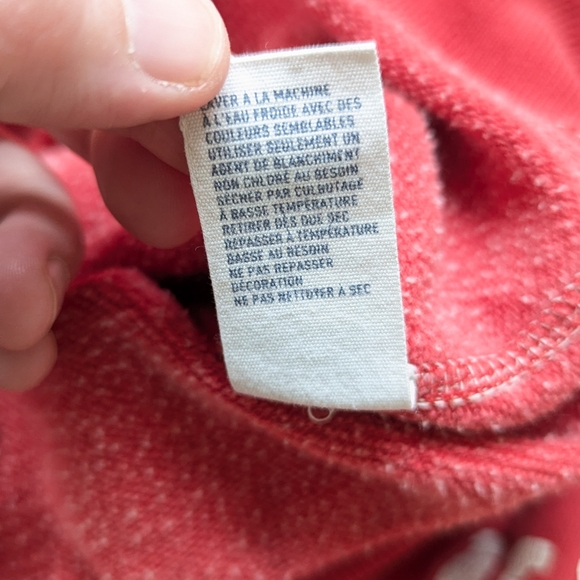 LAVER A LA MACHINE
À L'EAU FROIDE AVEC DES
COULEURS SEMBLABLES
UTILISER SEULEMENT UN
AGENT DE BLANCHIMENT
NON CHLORÉ AU BESOIN
SÉCHER PAR CULBUTAGE
À BASSE TEMPÉRATURE
RETIRER DÈS QUE SEC
REPASSER À TEMPÉRATURE
BASSE AU BESOIN
NE PAS REPASSER
DÉCORATION
NE PAS NETTOYER A SEC